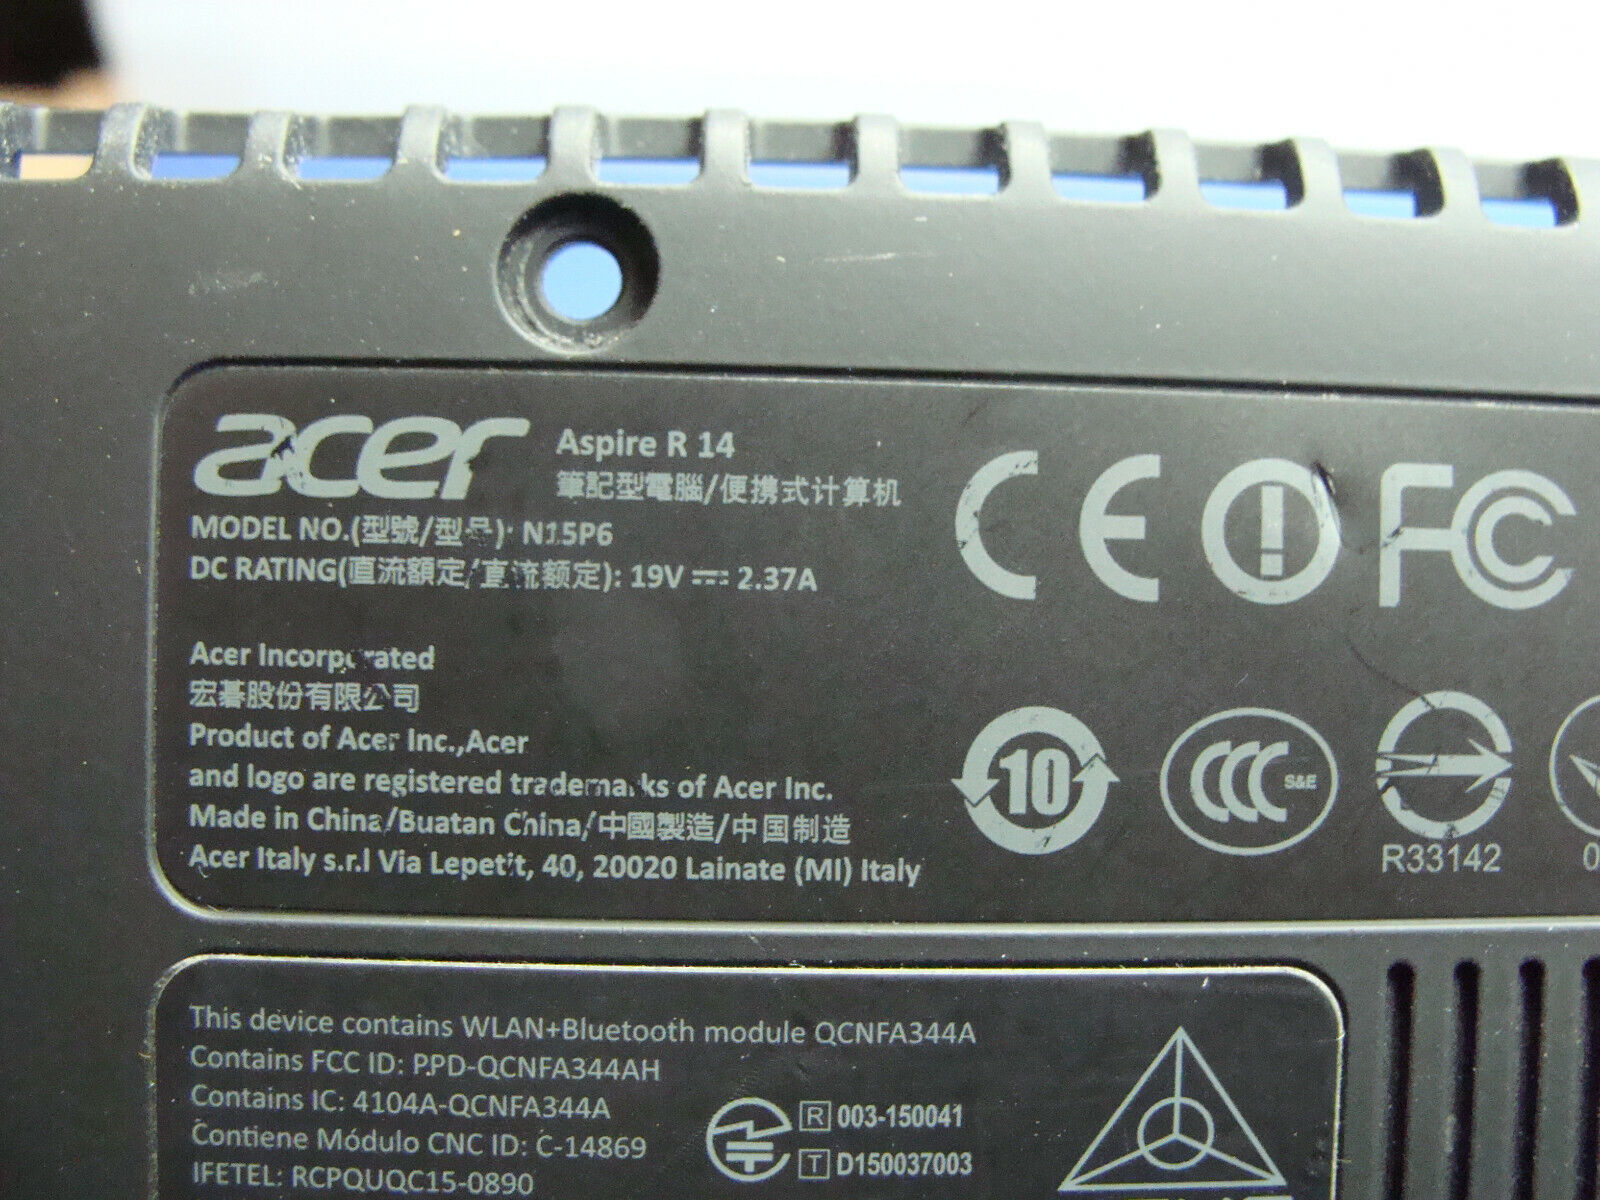 acer Aspire R 14
筆記型電腦/便携式计算机
MODEL NO.(型號/型号): N15P6
DC RATING(直流額定/直流额定): 19V ⎓ 2.37A
CE FC
Acer Incorporated
宏碁股份有限公司
Product of Acer Inc.,Acer
and logo are registered trademarks of Acer Inc.
Made in China/Buatan China/中國製造/中国制造
Acer Italy s.r.l Via Lepetit, 40, 20020 Lainate (MI) Italy
10
CCC S&E
R33142
This device contains WLAN+Bluetooth module QCNFA344A
Contains FCC ID: PPD-QCNFA344AH
Contains IC: 4104A-QCNFA344A
Contiene Módulo CNC ID: C-14869
IFETEL: RCPQUQC15-0890
R 003-150041
T D150037003